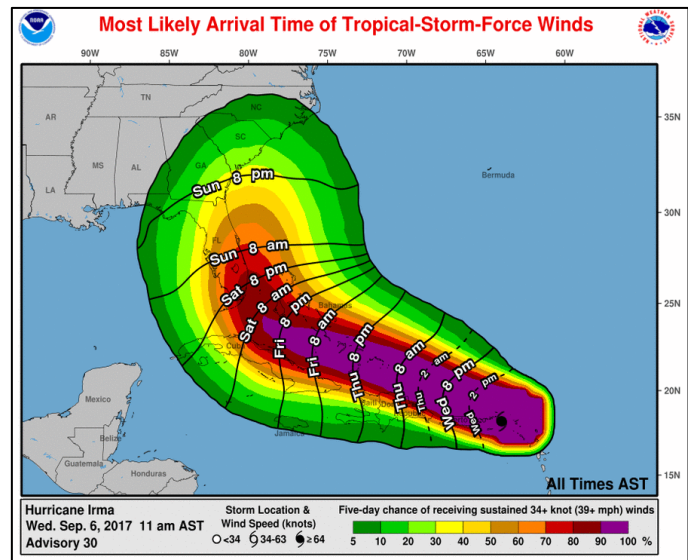 Most Likely Arrival Time of Tropical-Storm-Force Winds
NOAA
90W 85W 80W 75W 70W 65W 60W
TN
NC
AR
SC
35N
MS
AL
GA
LA
Sun 8 pm
Bermuda
30N
FL
Sun 8 am
Sat 8 pm
Sat 8 am
Bahamas
25N
Fri 8 pm
Fri 8 am
Thu 8 pm
Thu 8 am
Thu 2 am
Wed 8 pm
Wed 2 pm
Cuba
Haiti
20N
Mexico
Jamaica
Belize
Guatemala
Honduras
15N
All Times AST
Hurricane Irma
Wed. Sep. 6, 2017 11 am AST
Advisory 30
Storm Location &
Wind Speed (knots)
<34 34-63 ≥ 64
Five-day chance of receiving sustained 34+ knot (39+ mph) winds
5 10 20 30 40 50 60 70 80 90 100 %